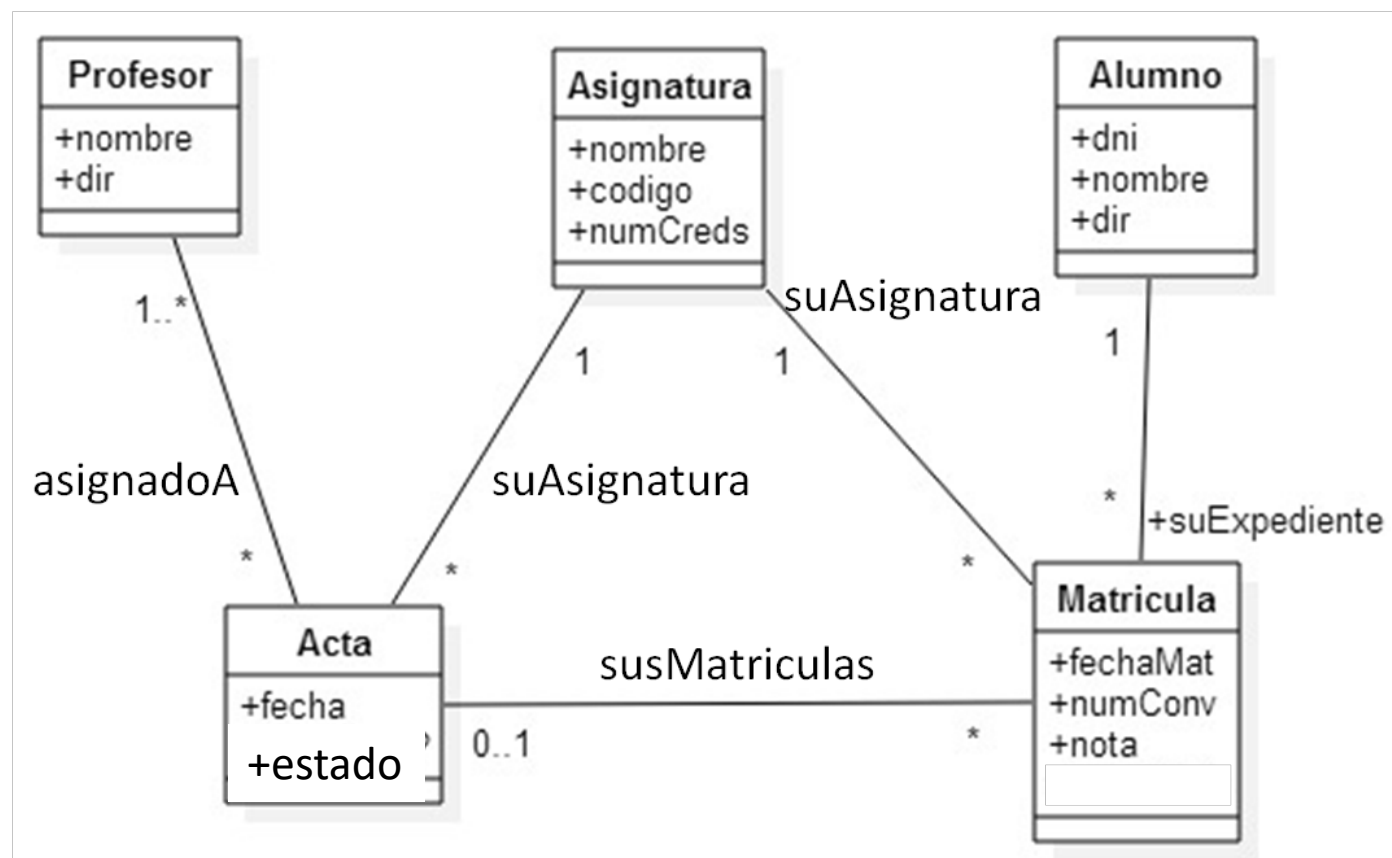 Profesor
+nombre
+dir
Asignatura
+nombre
+codigo
+numCreds
Alumno
+dni
+nombre
+dir
1..*
1
suAsignatura
1
1
asignadoA
suAsignatura
*
*
*
*
+suExpediente
Acta
+fecha
+estado
susMatriculas
0..1
*
Matricula
+fechaMat
+numConv
+nota